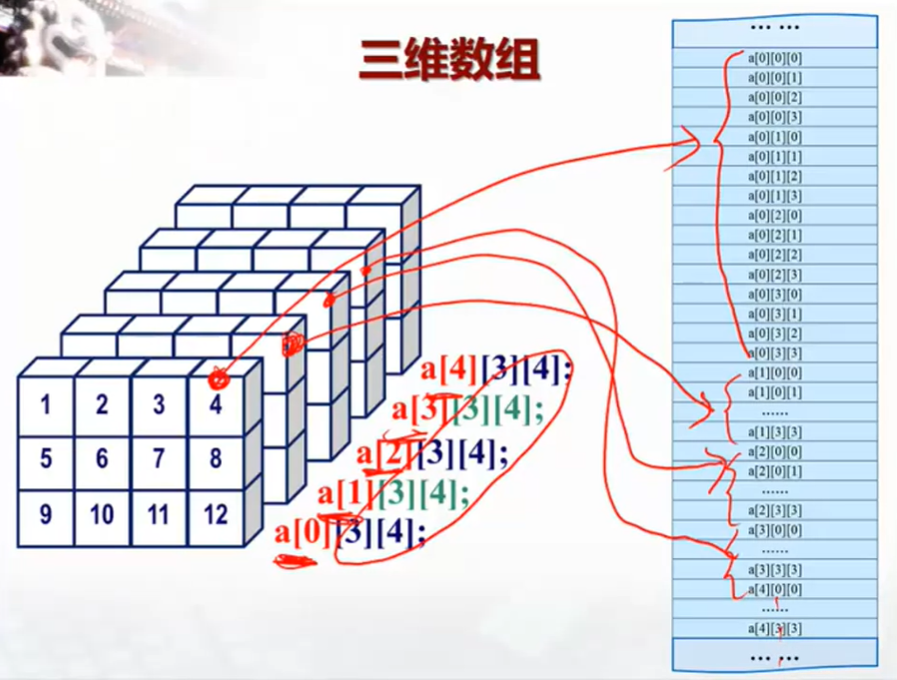 三维数组
1 2 3 4
5 6 7 8
9 10 11 12
a[4][3][4];
a[3][3][4];
a[2][3][4];
a[1][3][4];
a[0][3][4];
... ...
a[0][0][0]
a[0][0][1]
a[0][0][2]
a[0][0][3]
a[0][1][0]
a[0][1][1]
a[0][1][2]
a[0][1][3]
a[0][2][0]
a[0][2][1]
a[0][2][2]
a[0][2][3]
a[0][3][0]
a[0][3][1]
a[0][3][2]
a[0][3][3]
a[1][0][0]
a[1][0][1]
......
a[1][3][3]
a[2][0][0]
a[2][0][1]
......
a[2][3][3]
a[3][0][0]
......
a[3][3][3]
a[4][0][0]
......
a[4][3][3]
... ...